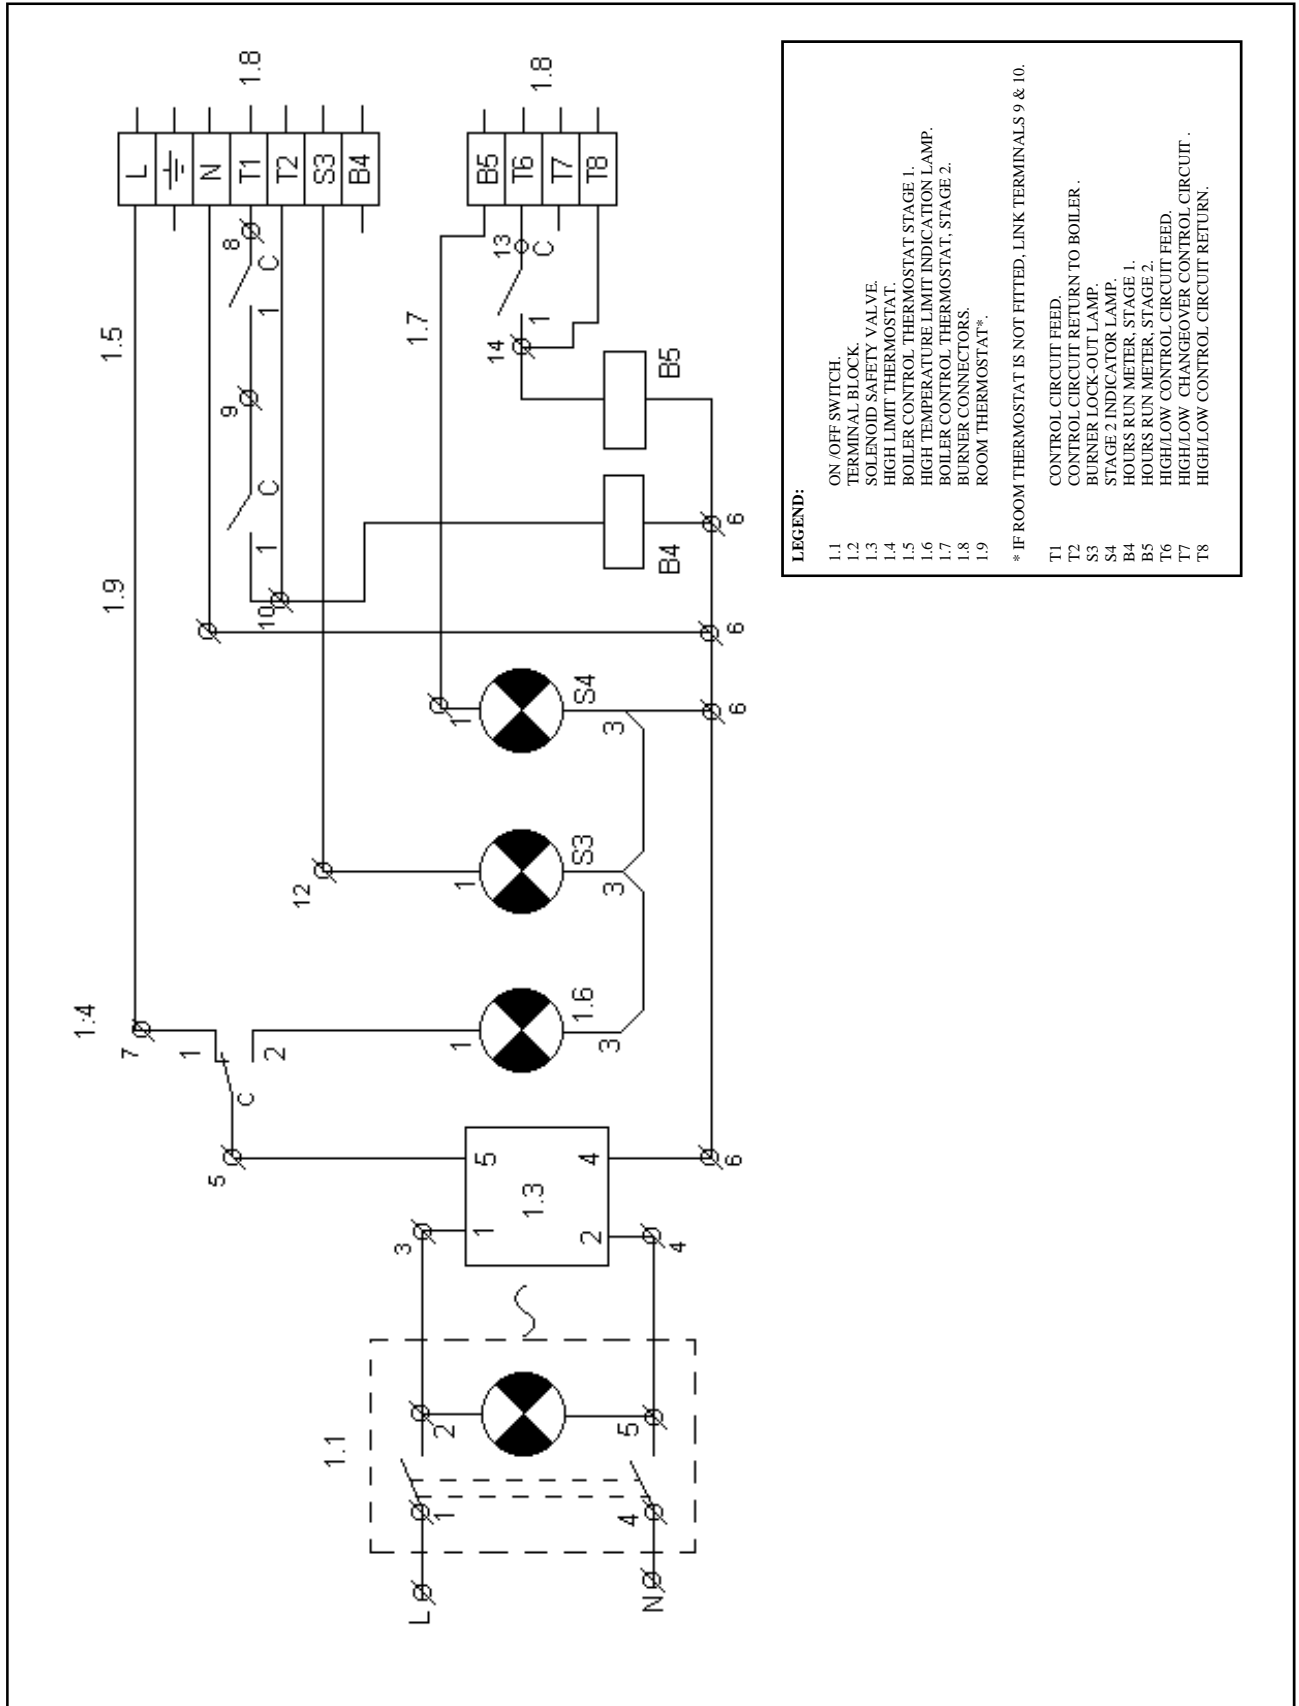 1.1
L
N
1
2
4
5
3
4
1
2
1.3
5
4
5
6
C
1
2
7
1.4
1
1.6
3
12
1
S3
3
1
S4
3
6
6
6
1.9
10
1
C
9
1
C
8
1.5
B4
B5
14
1
13
C
1.7
L
N
T1
T2
S3
B4
1.8
B5
T6
T7
T8
1.8
LEGEND:
1.1 ON /OFF SWITCH.
1.2 TERMINAL BLOCK.
1.3 SOLENOID SAFETY VALVE.
1.4 HIGH LIMIT THERMOSTAT.
1.5 BOILER CONTROL THERMOSTAT STAGE 1.
1.6 HIGH TEMPERATURE LIMIT INDICATION LAMP.
1.7 BOILER CONTROL THERMOSTAT, STAGE 2.
1.8 BURNER CONNECTORS.
1.9 ROOM THERMOSTAT*.
* IF ROOM THERMOSTAT IS NOT FITTED, LINK TERMINALS 9 & 10.
T1 CONTROL CIRCUIT FEED.
T2 CONTROL CIRCUIT RETURN TO BOILER .
S3 BURNER LOCK-OUT LAMP.
S4 STAGE 2 INDICATOR LAMP.
B4 HOURS RUN METER, STAGE 1.
B5 HOURS RUN METER, STAGE 2.
T6 HIGH/LOW CONTROL CIRCUIT FEED.
T7 HIGH/LOW CHANGEOVER CONTROL CIRCUIT .
T8 HIGH/LOW CONTROL CIRCUIT RETURN.